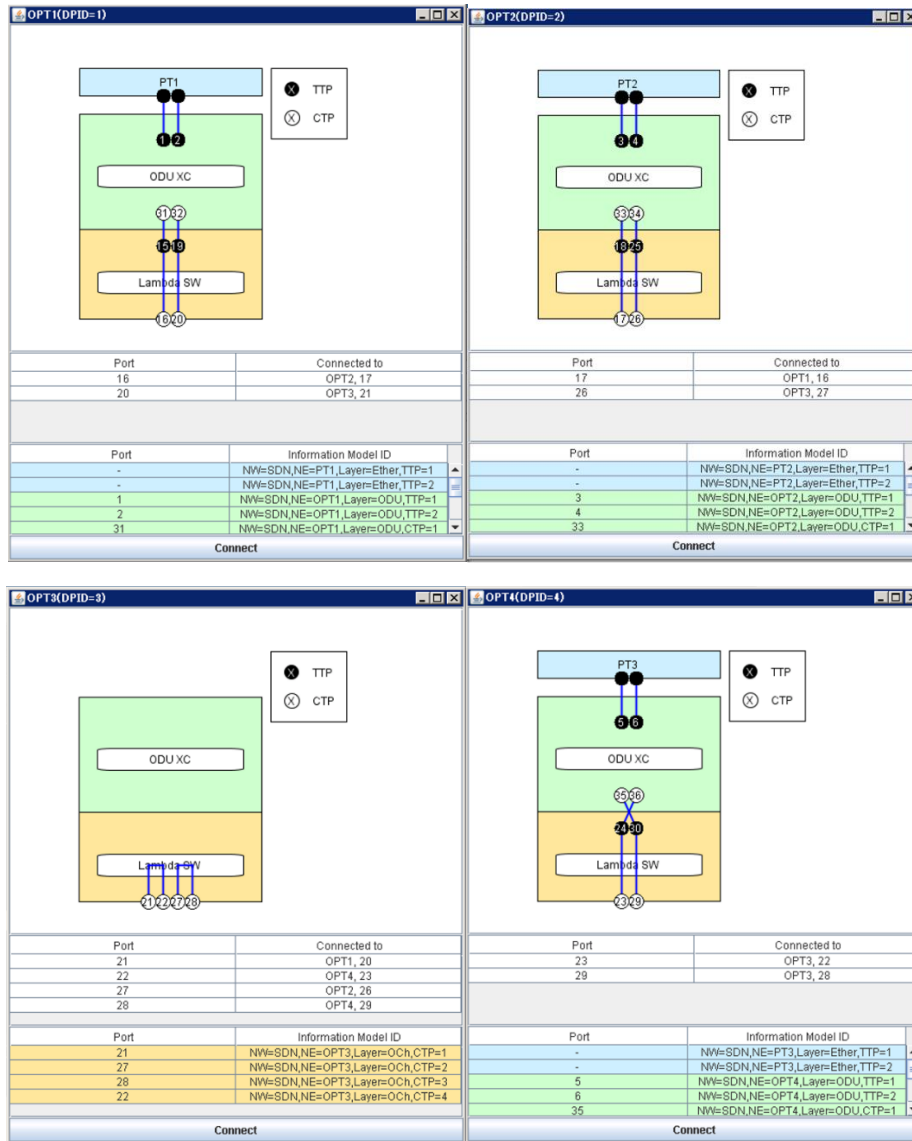 OPT1(DPID=1)
PT1
X TTP
X CTP
1 2
ODU XC
31 32
15 19
Lambda SW
16 20
Port Connected to
16 OPT2, 17
20 OPT3, 21
Port Information Model ID
- NW=SDN,NE=PT1,Layer=Ether,TTP=1
- NW=SDN,NE=PT1,Layer=Ether,TTP=2
1 NW=SDN,NE=OPT1,Layer=ODU,TTP=1
2 NW=SDN,NE=OPT1,Layer=ODU,TTP=2
31 NW=SDN,NE=OPT1,Layer=ODU,CTP=1
Connect
OPT2(DPID=2)
PT2
X TTP
X CTP
3 4
ODU XC
33 34
18 25
Lambda SW
17 26
Port Connected to
17 OPT1, 16
26 OPT3, 27
Port Information Model ID
- NW=SDN,NE=PT2,Layer=Ether,TTP=1
- NW=SDN,NE=PT2,Layer=Ether,TTP=2
3 NW=SDN,NE=OPT2,Layer=ODU,TTP=1
4 NW=SDN,NE=OPT2,Layer=ODU,TTP=2
33 NW=SDN,NE=OPT2,Layer=ODU,CTP=1
Connect
OPT3(DPID=3)
X TTP
X CTP
ODU XC
Lambda SW
21 22 27 28
Port Connected to
21 OPT1, 20
22 OPT4, 23
27 OPT2, 26
28 OPT4, 29
Port Information Model ID
21 NW=SDN,NE=OPT3,Layer=OCh,CTP=1
27 NW=SDN,NE=OPT3,Layer=OCh,CTP=2
28 NW=SDN,NE=OPT3,Layer=OCh,CTP=3
22 NW=SDN,NE=OPT3,Layer=OCh,CTP=4
Connect
OPT4(DPID=4)
PT3
X TTP
X CTP
5 6
ODU XC
35 36
24 30
Lambda SW
23 29
Port Connected to
23 OPT3, 22
29 OPT3, 28
Port Information Model ID
- NW=SDN,NE=PT3,Layer=Ether,TTP=1
- NW=SDN,NE=PT3,Layer=Ether,TTP=2
5 NW=SDN,NE=OPT4,Layer=ODU,TTP=1
6 NW=SDN,NE=OPT4,Layer=ODU,TTP=2
35 NW=SDN,NE=OPT4,Layer=ODU,CTP=1
Connect